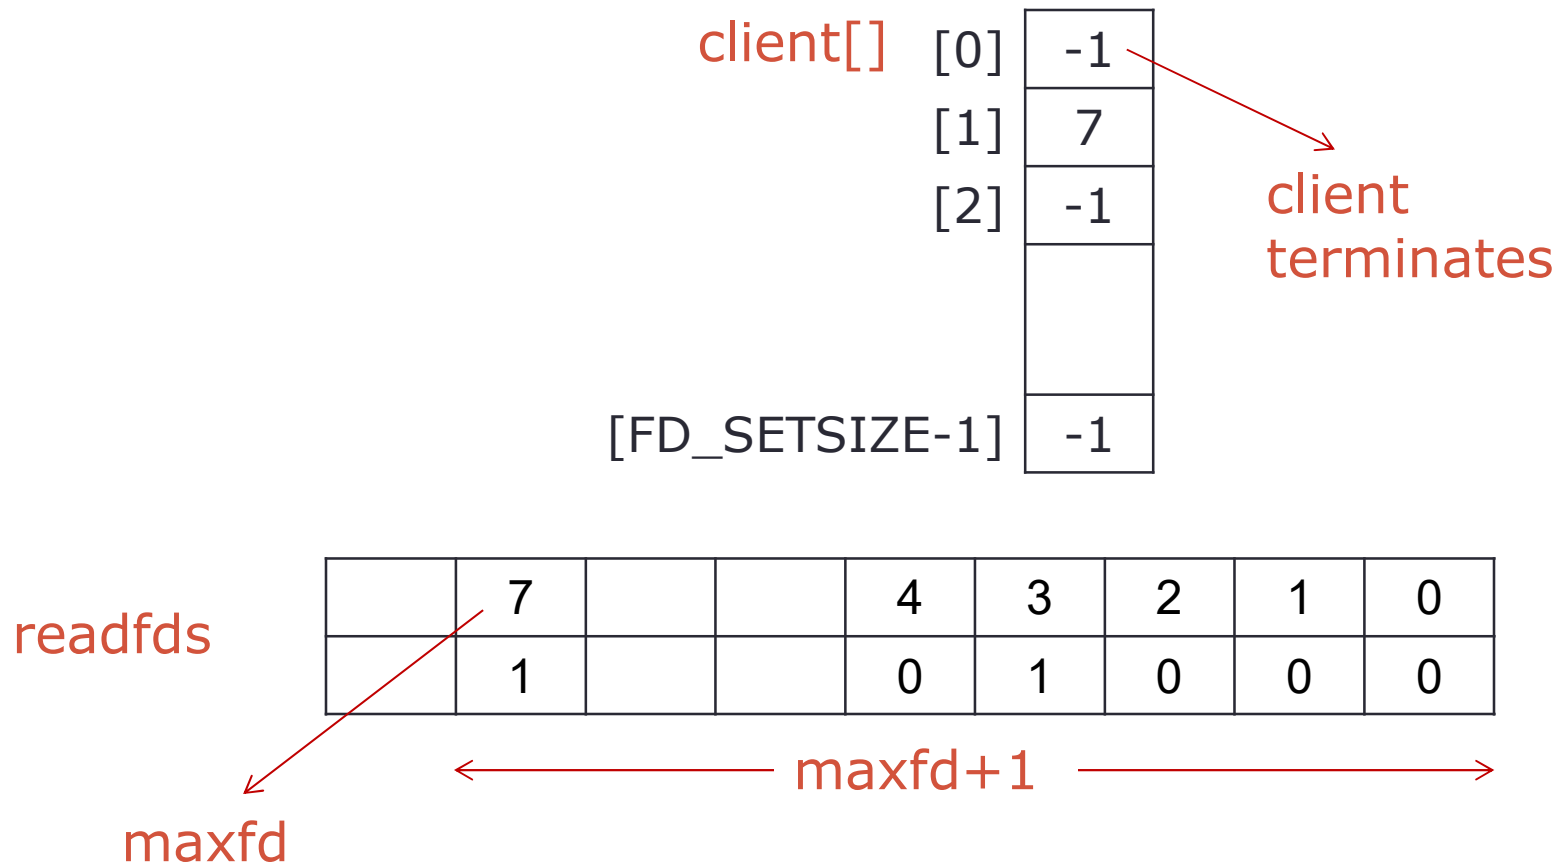 client[] [0] -1
[1] 7
[2] -1
client
terminates
[FD_SETSIZE-1] -1
7 4 3 2 1 0
readfds
1 0 1 0 0 0
maxfd+1
maxfd